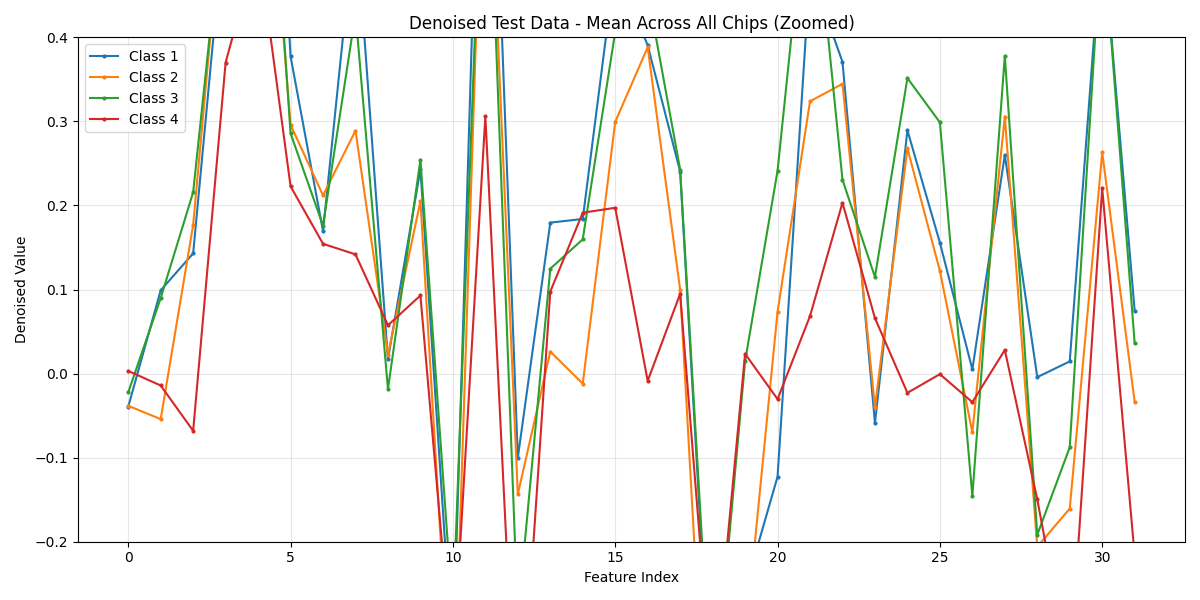 Denoised Test Data - Mean Across All Chips (Zoomed)
Class 1
Class 2
Class 3
Class 4
Denoised Value
0.4
0.3
0.2
0.1
0.0
−0.1
−0.2
0 5 10 15 20 25 30
Feature Index